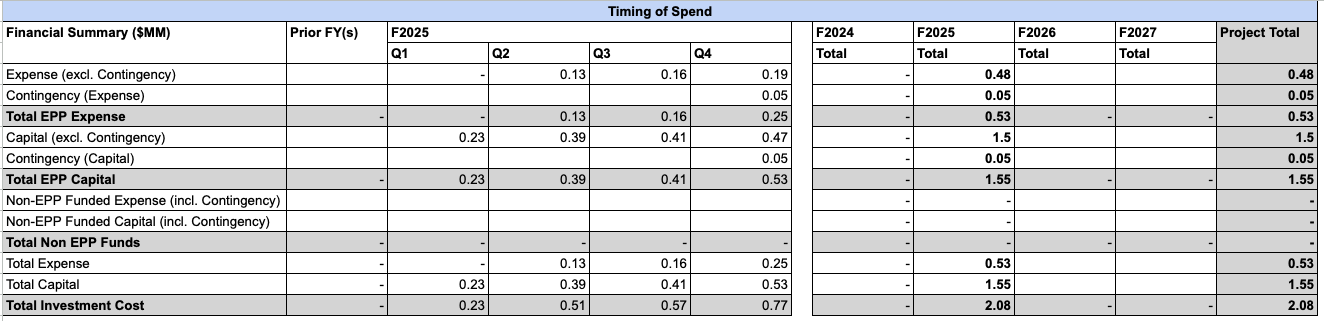 Timing of Spend
Financial Summary ($MM) Prior FY(s) F2025 F2024 F2025 F2026 F2027 Project Total
Q1 Q2 Q3 Q4 Total Total Total Total
Expense (excl. Contingency) - 0.13 0.16 0.19 - 0.48 0.48
Contingency (Expense) 0.05 - 0.05 0.05
Total EPP Expense - - 0.13 0.16 0.25 - 0.53 - - 0.53
Capital (excl. Contingency) 0.23 0.39 0.41 0.47 - 1.5 1.5
Contingency (Capital) 0.05 - 0.05 0.05
Total EPP Capital - 0.23 0.39 0.41 0.53 - 1.55 - - 1.55
Non-EPP Funded Expense (incl. Contingency) - - -
Non-EPP Funded Capital (incl. Contingency) - - -
Total Non EPP Funds - - - - - - - - - -
Total Expense - - 0.13 0.16 0.25 - 0.53 0.53
Total Capital - 0.23 0.39 0.41 0.53 - 1.55 1.55
Total Investment Cost - 0.23 0.51 0.57 0.77 - 2.08 - - 2.08